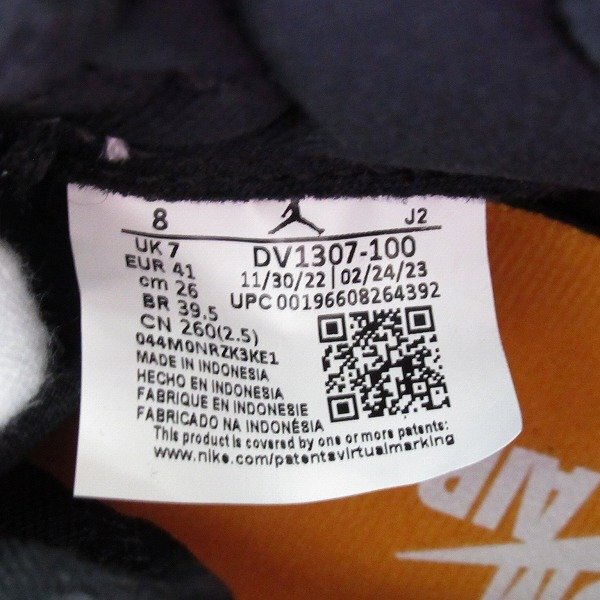 8 J2
UK 7
EUR 41
cm 26
BR 39.5
CN 260(2.5)
DV1307-100
11/30/22 | 02/24/23
UPC 00196608264392
044M0NRZK3KE1
MADE IN INDONESIA
HECHO EN INDONESIA
FABRIQUE EN INDONESIE
FABRICADO NA INDONÉSIA
This product is covered by one or more patents:
www.nike.com/patentsvirtualmarking
AIR